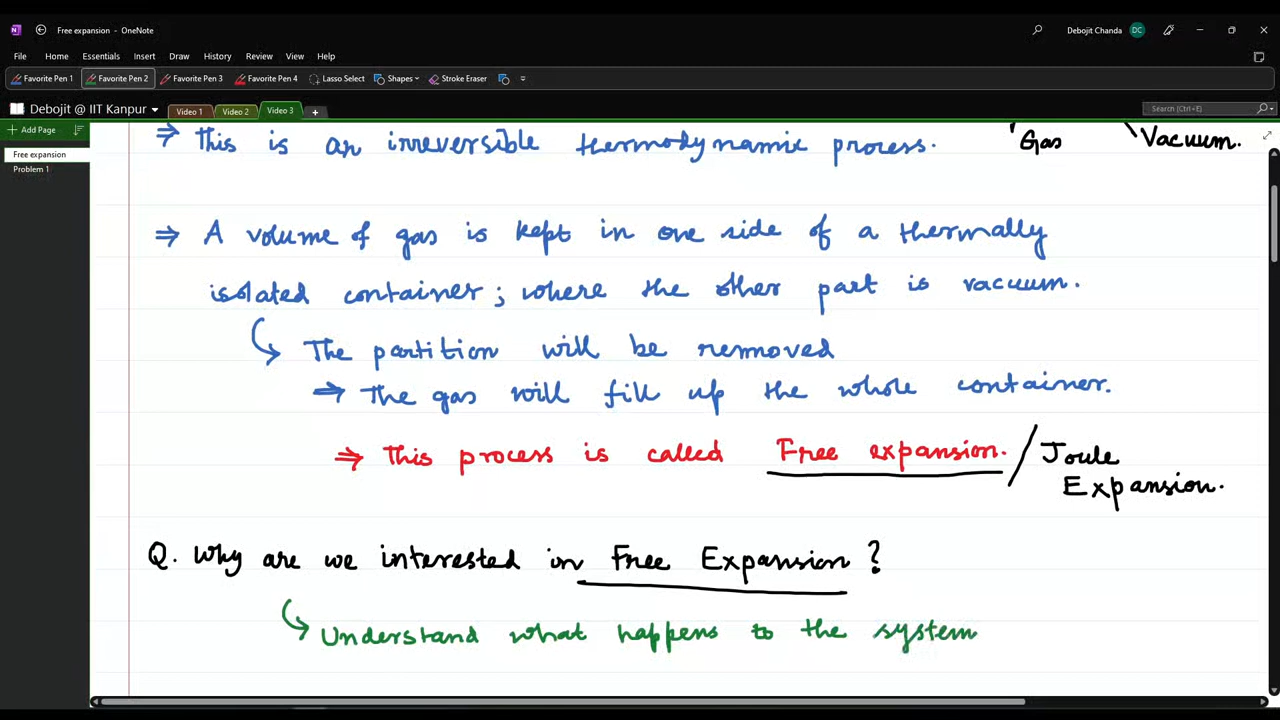 Free expansion - OneNote
Debojit Chanda DC
File Home Essentials Insert Draw History Review View Help
Favorite Pen 1 Favorite Pen 2 Favorite Pen 3 Favorite Pen 4 Lasso Select Shapes Stroke Eraser
Debojit @ IIT Kanpur Video 1 Video 2 Video 3 Search (Ctrl+E)
Add Page
Free expansion
Problem 1
⇒ This is an irreversible thermodynamic process.
Gas Vacuum.
⇒ A volume of gas is kept in one side of a thermally
isolated container; where the other part is vacuum.
The partition will be removed
⇒ The gas will fill up the whole container.
⇒ This process is called Free expansion. / Joule
Expansion.
Q. Why are we interested in Free Expansion?
Understand what happens to the system